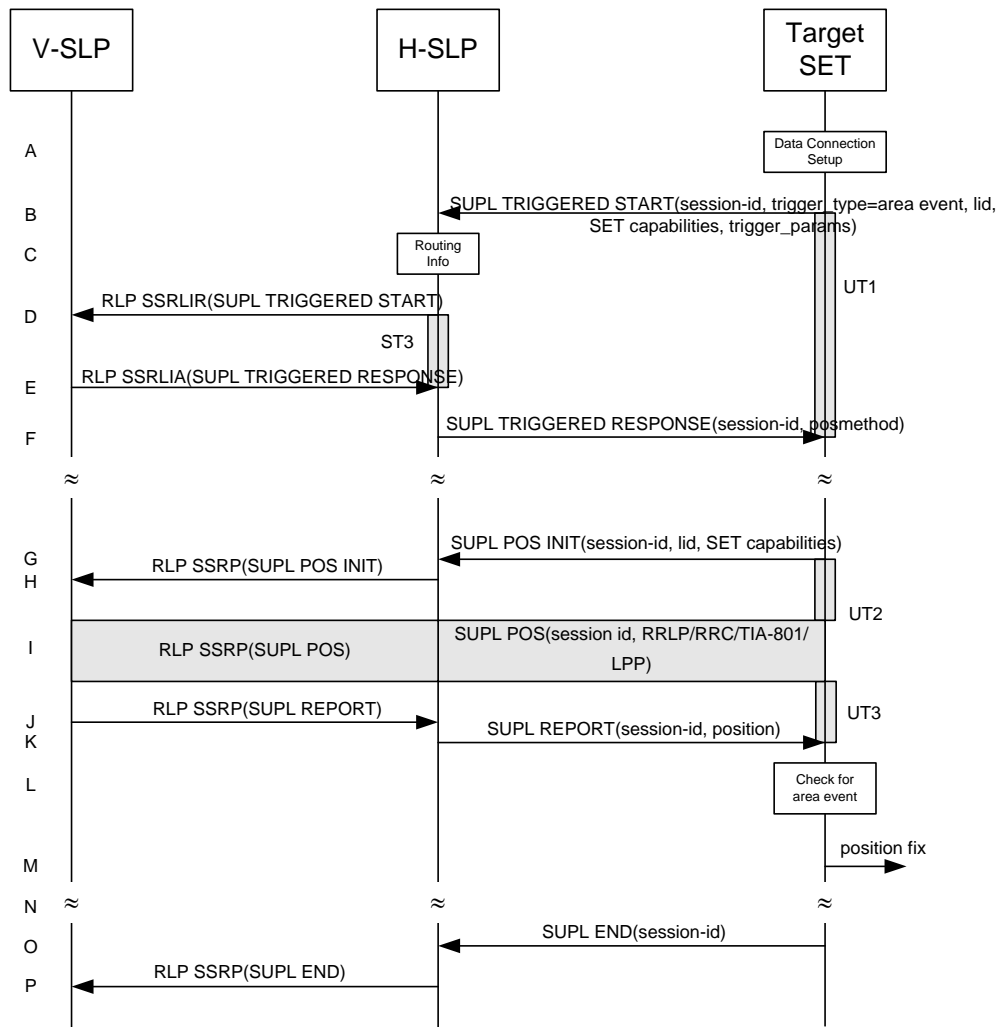 V-SLP
H-SLP
Target
SET
A
Data Connection
Setup
B
SUPL TRIGGERED START(session-id, trigger_type=area event, lid,
SET capabilities, trigger_params)
C
Routing
Info
UT1
D
RLP SSRLIR(SUPL TRIGGERED START)
ST3
E
RLP SSRLIA(SUPL TRIGGERED RESPONSE)
F
SUPL TRIGGERED RESPONSE(session-id, posmethod)
≈ ≈ ≈
G
SUPL POS INIT(session-id, lid, SET capabilities)
H
RLP SSRP(SUPL POS INIT)
UT2
I
RLP SSRP(SUPL POS)
SUPL POS(session id, RRLP/RRC/TIA-801/
LPP)
J
RLP SSRP(SUPL REPORT)
UT3
K
SUPL REPORT(session-id, position)
L
Check for
area event
M
position fix
N
≈ ≈ ≈
O
SUPL END(session-id)
P
RLP SSRP(SUPL END)